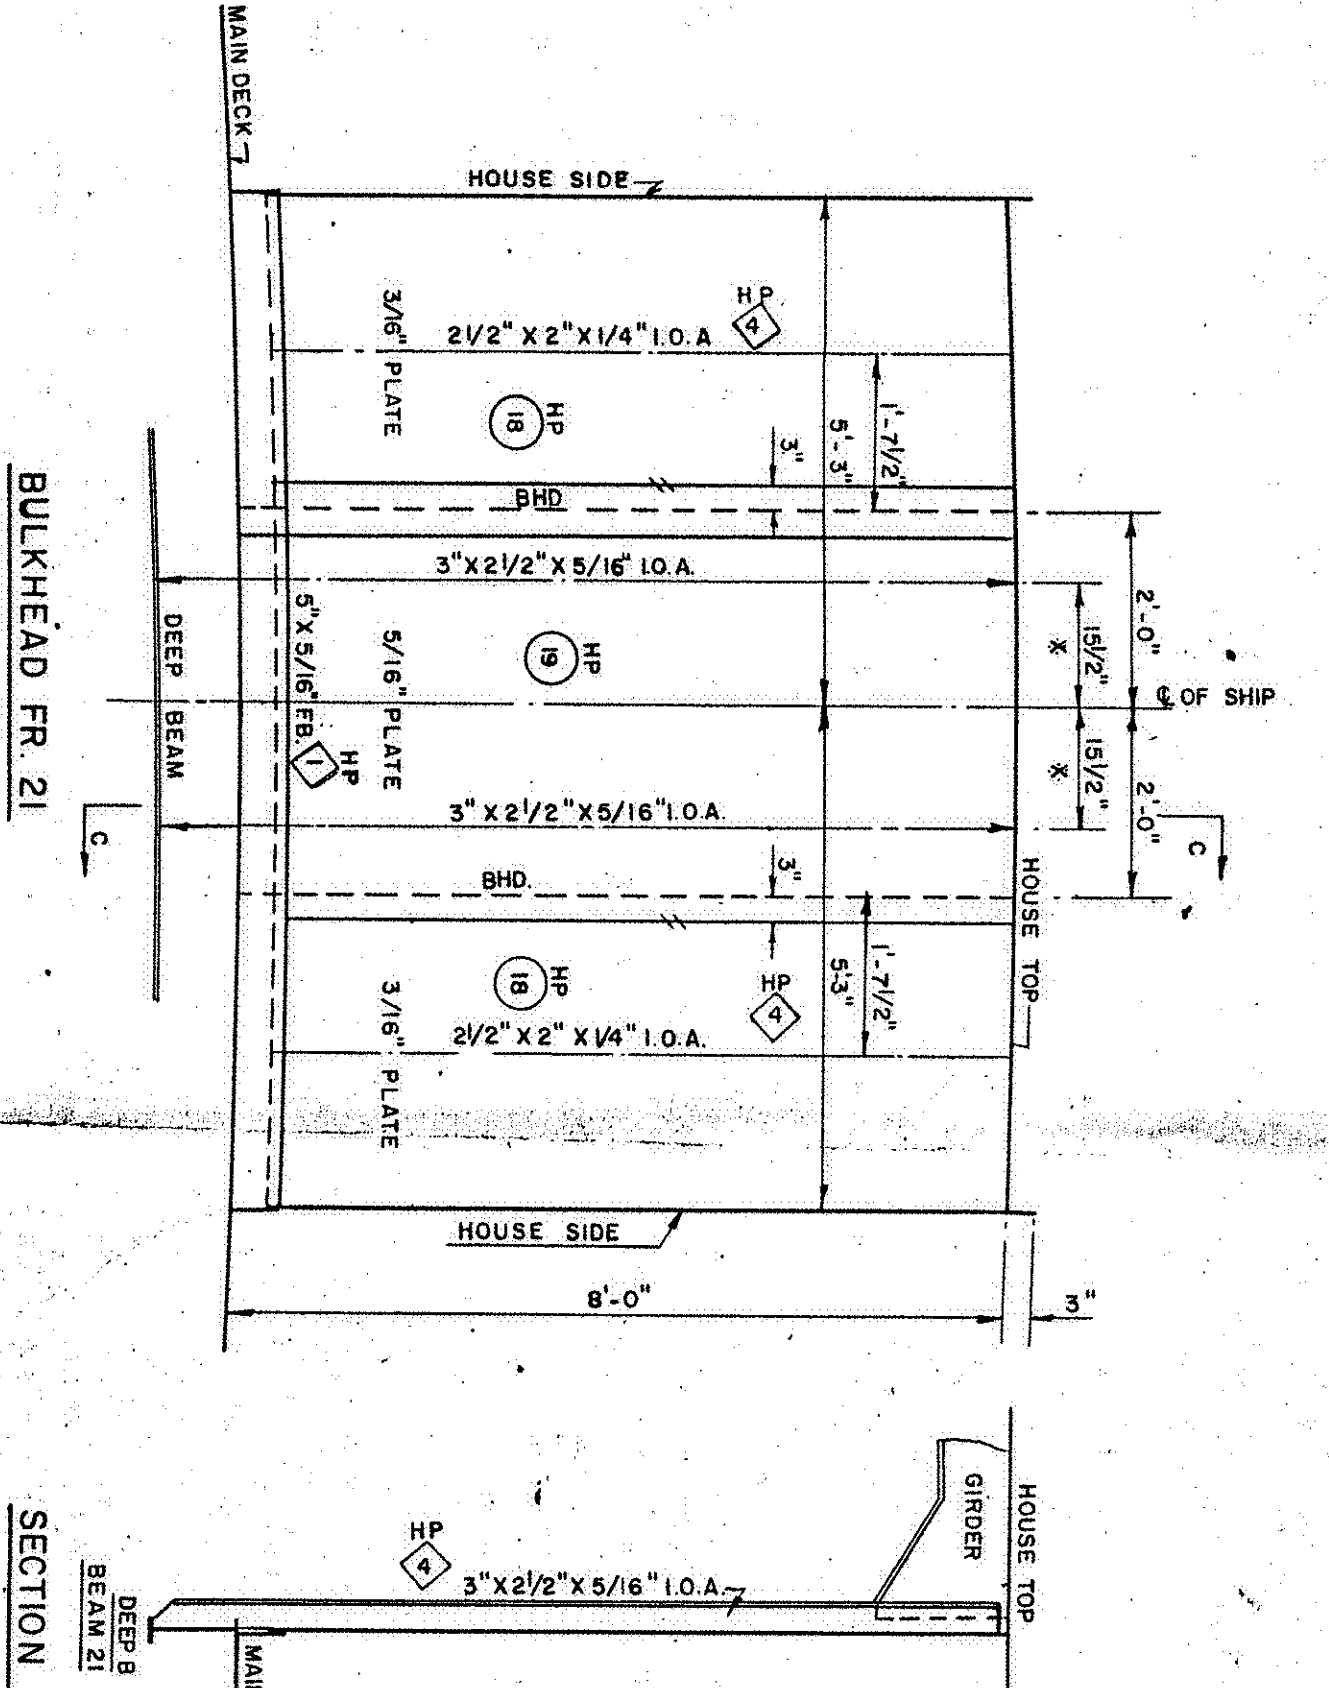 MAIN DECK
HOUSE SIDE
3/16" PLATE
2 1/2" X 2" X 1/4" I.O.A
HP
4
HP
18
1'-7 1/2"
5'-3"
3"
BHD
3" X 2 1/2" X 5/16" I.O.A.
2'-0"
15 1/2"
*
HP
19
5/16" PLATE
5" X 5/16" FB.
HP
1
DEEP BEAM
℄ OF SHIP
15 1/2"
*
2'-0"
3" X 2 1/2" X 5/16" I.O.A.
C
C
3"
BHD.
HOUSE TOP
HP
18
HP
4
1'-7 1/2"
5'-3"
3/16" PLATE
2 1/2" X 2" X 1/4" I.O.A.
HOUSE SIDE
8'-0"
3"
BULKHEAD FR. 21
HOUSE TOP
GIRDER
HP
4
3" X 2 1/2" X 5/16" I.O.A.
DEEP B
BEAM 21
MAI
SECTION